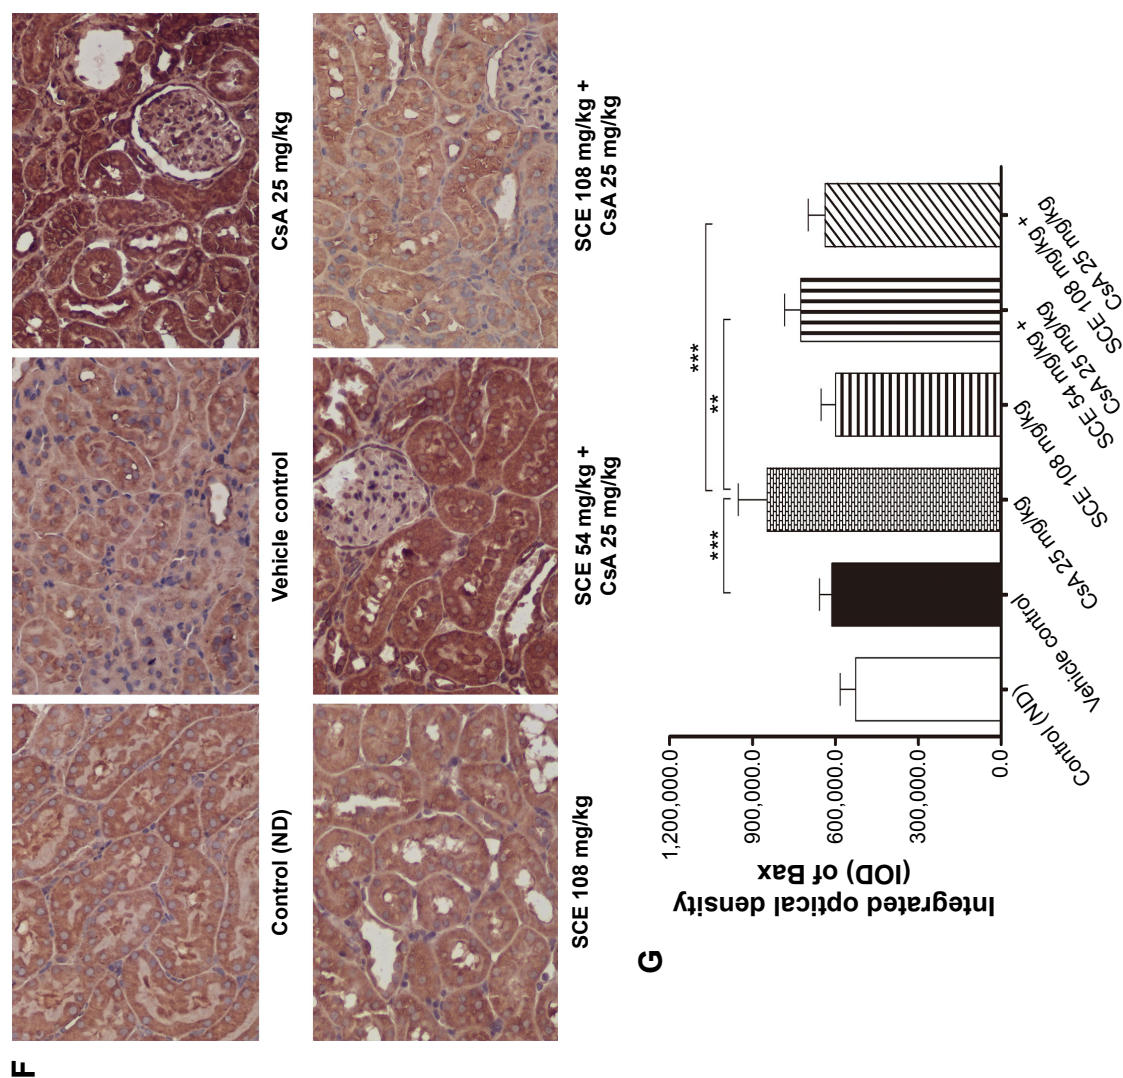 F
Control (ND)
Vehicle control
CsA 25 mg/kg
SCE 108 mg/kg
SCE 54 mg/kg +
CsA 25 mg/kg
SCE 108 mg/kg +
CsA 25 mg/kg
G
Integrated optical density
(IOD) of Bax
1,200,000.0
900,000.0
600,000.0
300,000.0
0.0
***
**
***
Control (ND)
Vehicle control
CsA 25 mg/kg
SCE 108 mg/kg
SCE 54 mg/kg +
CsA 25 mg/kg
SCE 108 mg/kg +
CsA 25 mg/kg